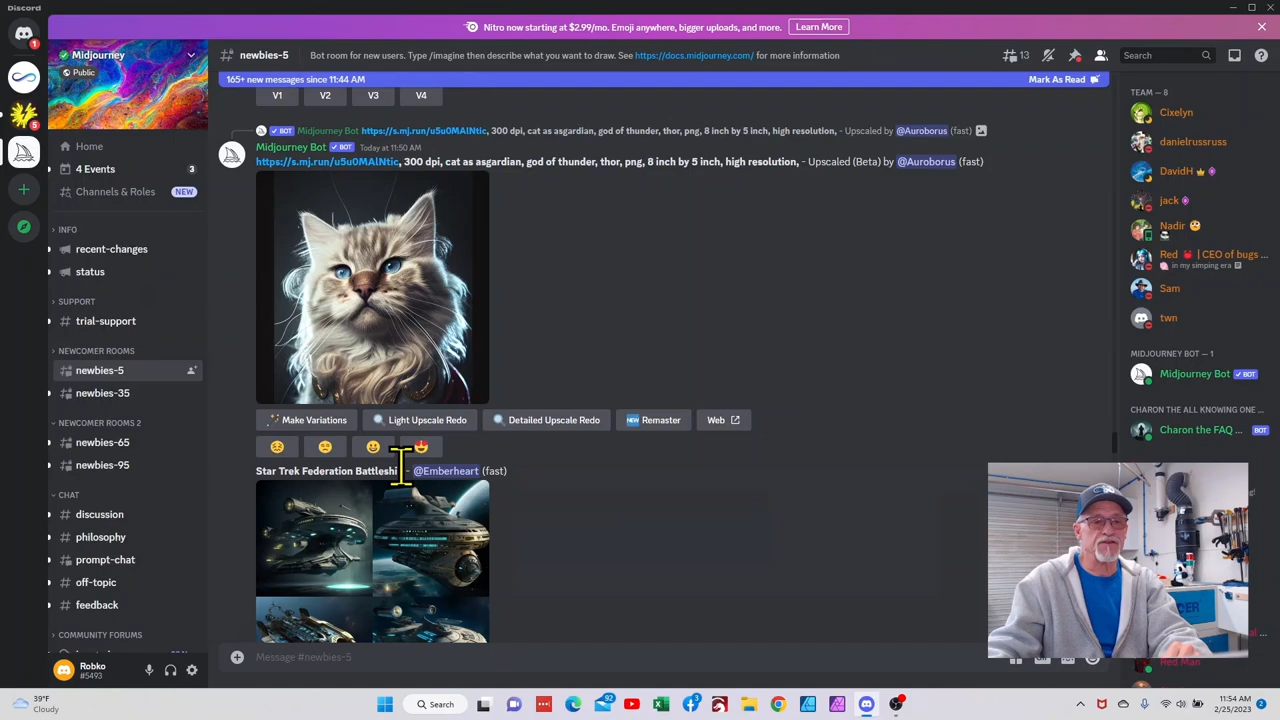 Discord
Nitro now starting at $2.99/mo. Emoji anywhere, bigger uploads, and more.
Learn More
1
5
Midjourney
Public
Home
4 Events
3
Channels & Roles
NEW
INFO
recent-changes
status
SUPPORT
trial-support
NEWCOMER ROOMS
newbies-5
newbies-35
NEWCOMER ROOMS 2
newbies-65
newbies-95
CHAT
discussion
philosophy
prompt-chat
off-topic
feedback
COMMUNITY FORUMS
Robko
#5493
newbies-5
Bot room for new users. Type /imagine then describe what you want to draw. See https://docs.midjourney.com/ for more information
13
Search
165+ new messages since 11:44 AM
Mark As Read
V1 V2 V3 V4
BOT Midjourney Bot https://s.mj.run/u5u0MAlNtic, 300 dpi, cat as asgardian, god of thunder, thor, png, 8 inch by 5 inch, high resolution, - Upscaled by @Auroborus (fast)
Midjourney Bot BOT Today at 11:50 AM
https://s.mj.run/u5u0MAlNtic, 300 dpi, cat as asgardian, god of thunder, thor, png, 8 inch by 5 inch, high resolution, - Upscaled (Beta) by @Auroborus (fast)
Make Variations
Light Upscale Redo
Detailed Upscale Redo
NEW Remaster
Web
Star Trek Federation Battleship - @Emberheart (fast)
Message #newbies-5
TEAM — 8
Cixelyn
danielrussruss
DavidH
jack
Nadir
Red | CEO of bugs ...
in my simping era
Sam
twn
MIDJOURNEY BOT — 1
Midjourney Bot BOT
CHARON THE ALL KNOWING ONE ...
Charon the FAQ ... BOT
Red Man
39°F
Cloudy
Search
92
3
11:54 AM
2/25/2023
2